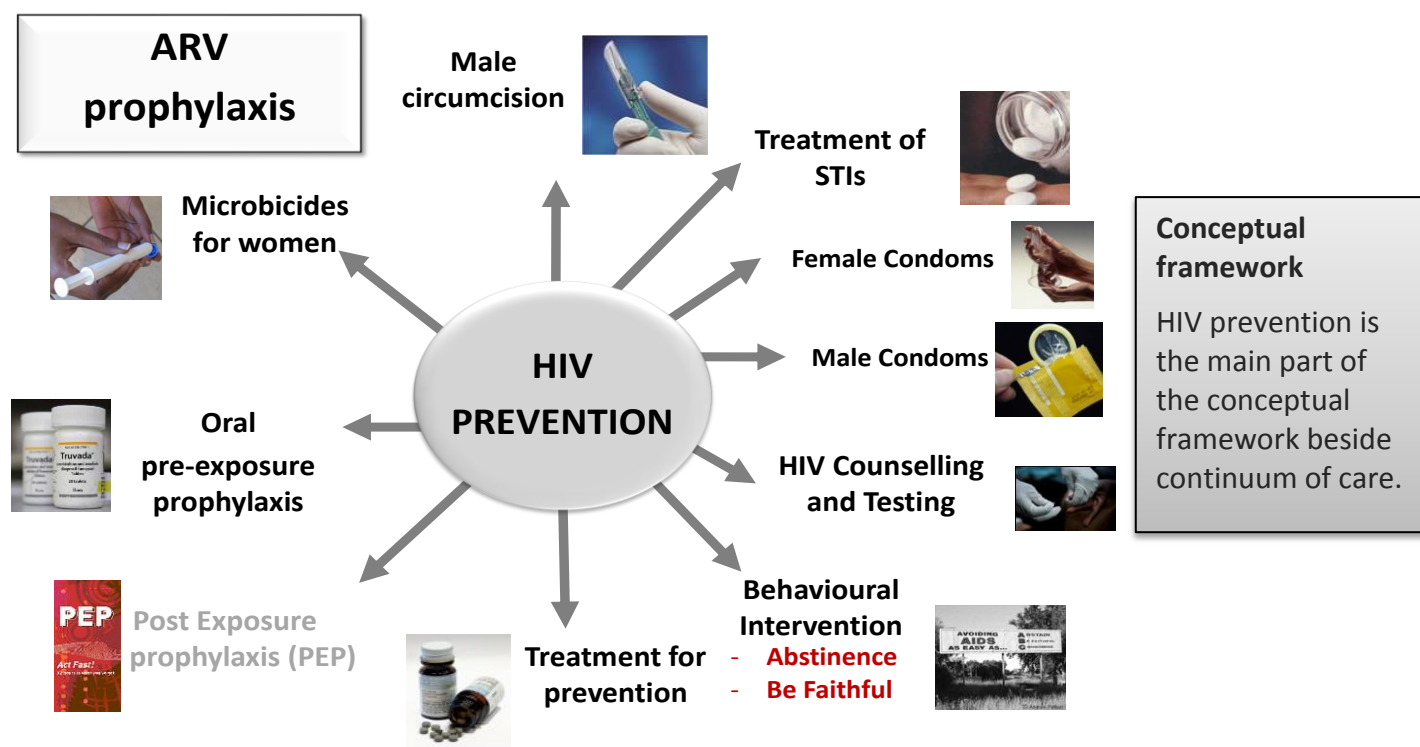 ARV
prophylaxis
Male
circumcision
Treatment of
STIs
Microbicides
for women
Female Condoms
Conceptual
framework
HIV prevention is
the main part of
the conceptual
framework beside
continuum of care.
Male Condoms
HIV
PREVENTION
Oral
pre-exposure
prophylaxis
Truvada
Truvada
HIV Counselling
and Testing
Behavioural
Intervention
- Abstinence
- Be Faithful
AVOIDING
AIDS
AS EASY AS...
ABSTAIN
Treatment for
prevention
PEP
Act Fast!
Post Exposure
prophylaxis (PEP)